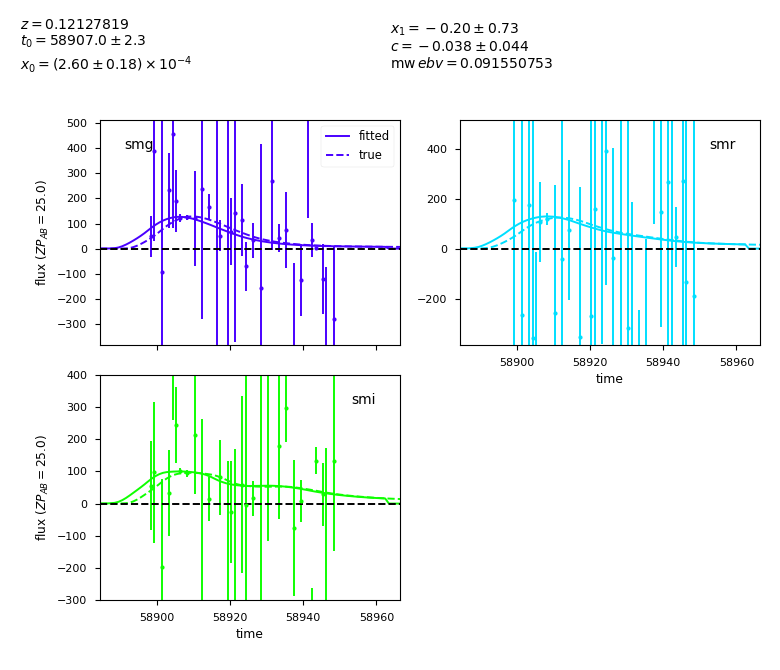 z = 0.12127819
t₀ = 58907.0 ± 2.3
x₀ = (2.60 ± 0.18) × 10⁻⁴
x₁ = −0.20 ± 0.73
c = −0.038 ± 0.044
mw ebv = 0.091550753
smg
fitted
true
500
400
300
200
100
0
−100
−200
−300
flux (ZP_AB = 25.0)
smr
400
200
0
−200
58900 58920 58940 58960
time
smi
400
300
200
100
0
−100
−200
−300
flux (ZP_AB = 25.0)
58900 58920 58940 58960
time